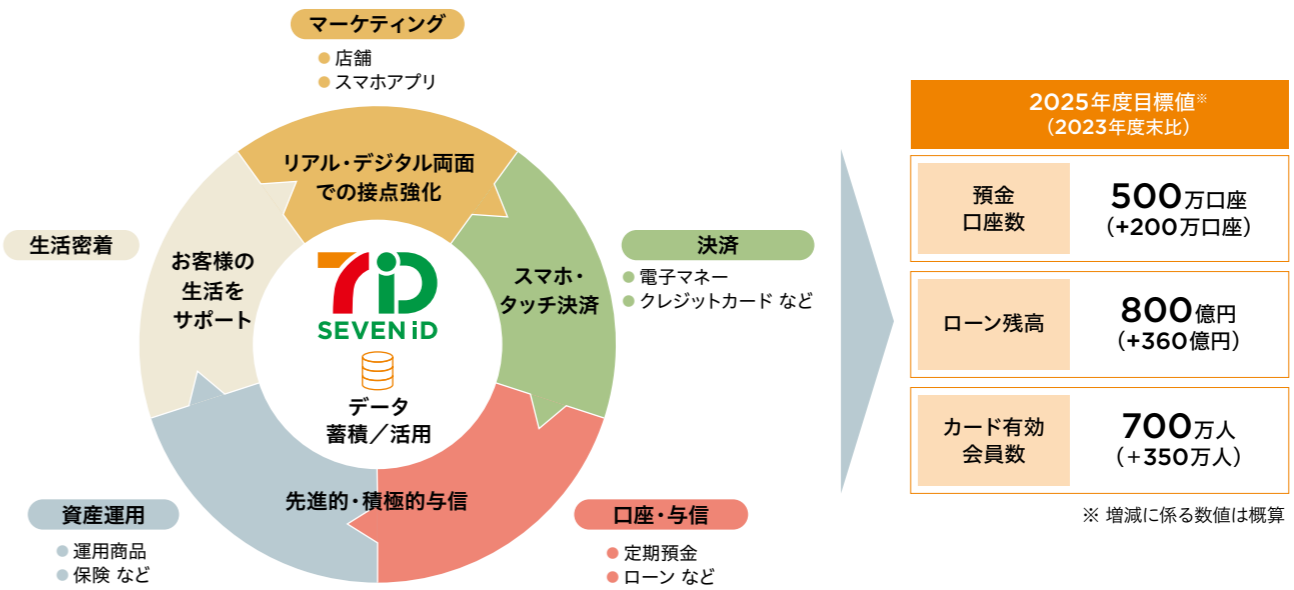 マーケティング
● 店舗
● スマホアプリ
リアル・デジタル両面
での接点強化
生活密着
お客様の
生活を
サポート
決済
● 電子マネー
● クレジットカード など
スマホ・
タッチ決済
7iD
SEVEN iD
データ
蓄積／活用
先進的・積極的与信
資産運用
● 運用商品
● 保険 など
口座・与信
● 定期預金
● ローン など
2025年度目標値※
（2023年度末比）
預金
口座数
500万口座
（+200万口座）
ローン残高
800億円
（+360億円）
カード有効
会員数
700万人
（＋350万人）
※ 増減に係る数値は概算